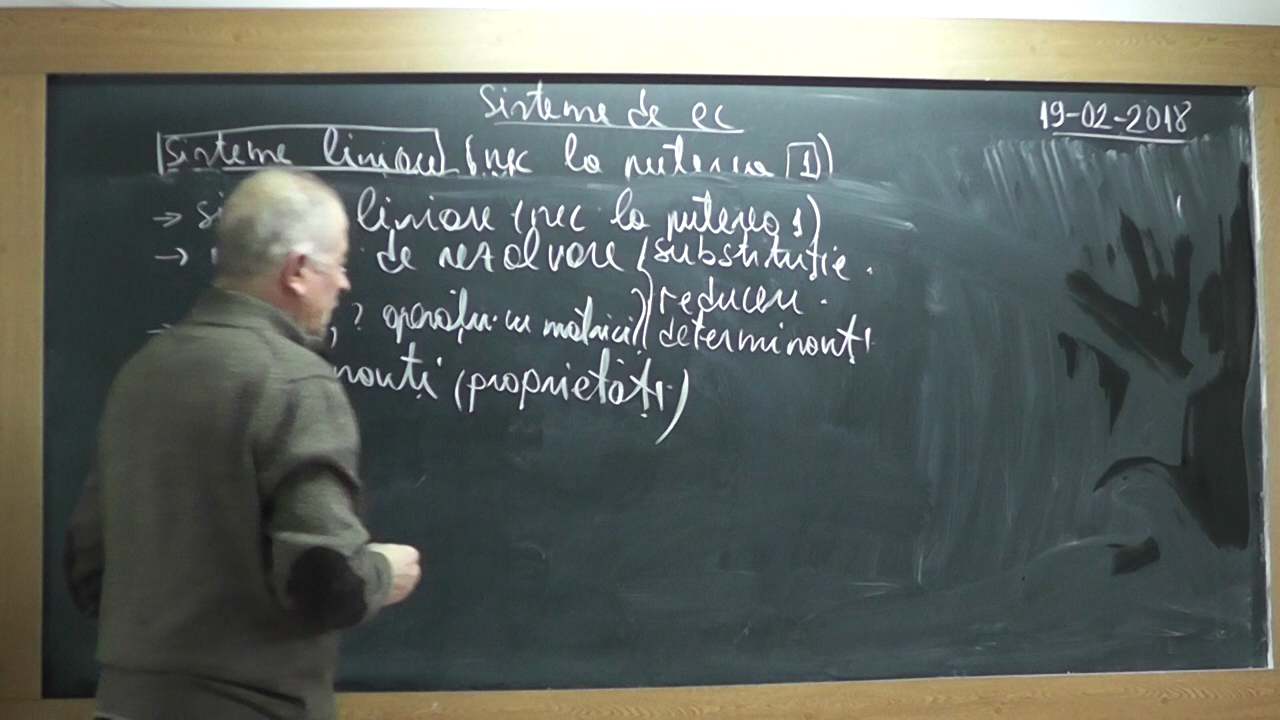 Sisteme de ec
19-02-2018
Sisteme liniare (nec la puterea 1)
→ liniare (nec la puterea 1)
→ de rezolvare { substituție.
reducere.
→ , ? operații cu matrici) determinanți
nanți (proprietăți)